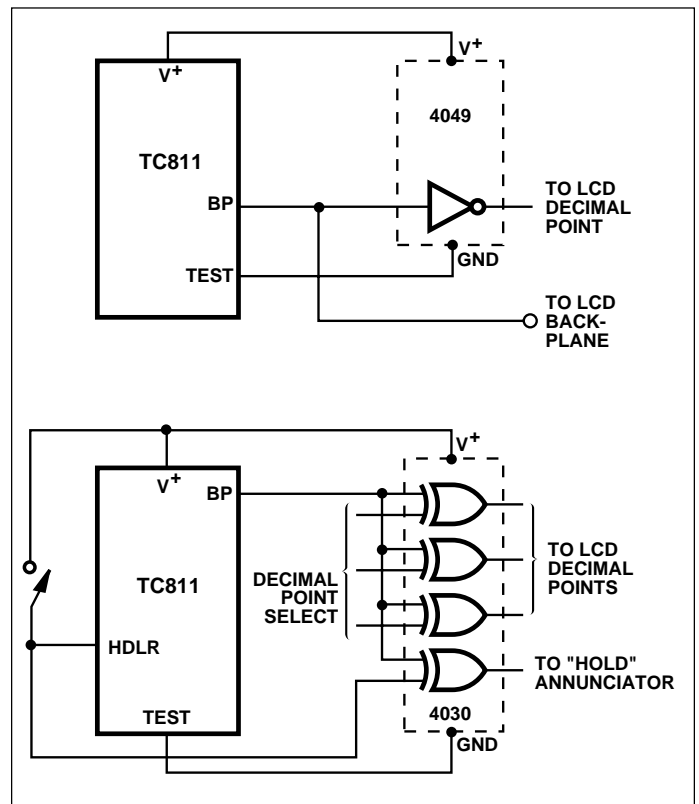 V+
V+
4049
TC811
BP
TO LCD
DECIMAL
POINT
TEST
GND
TO LCD
BACK-
PLANE
V+
V+
BP
TC811
DECIMAL
POINT
SELECT
TO LCD
DECIMAL
POINTS
HDLR
TO "HOLD"
ANNUNCIATOR
TEST
4030
GND